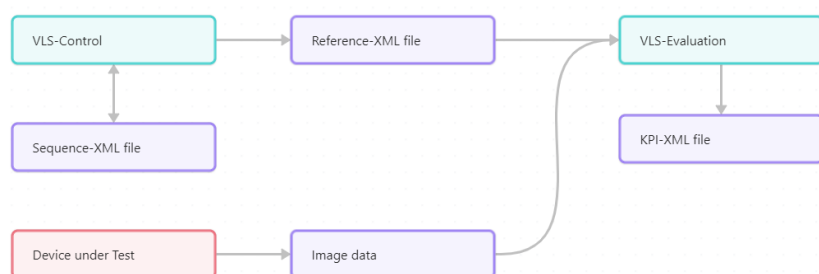 VLS-Control
Reference-XML file
VLS-Evaluation
Sequence-XML file
KPI-XML file
Device under Test
Image data